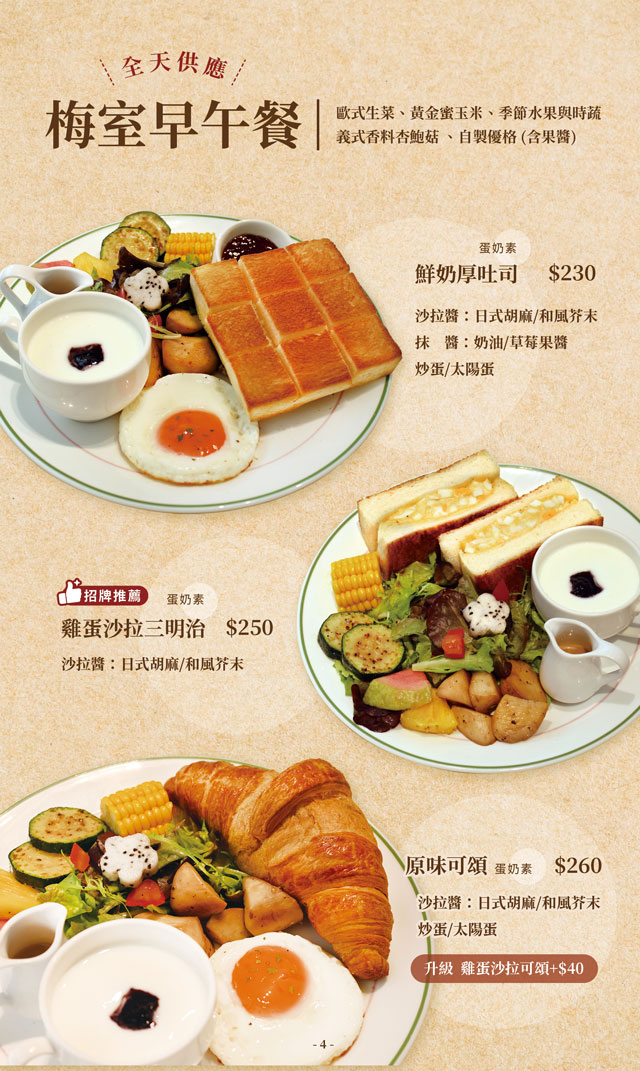 全天供應
梅室早午餐
歐式生菜、黃金蜜玉米、季節水果與時蔬
義式香料杏鮑菇、自製優格(含果醬)
蛋奶素
鮮奶厚吐司 $230
沙拉醬：日式胡麻/和風芥末
抹 醬：奶油/草莓果醬
炒蛋/太陽蛋
招牌推薦 蛋奶素
雞蛋沙拉三明治 $250
沙拉醬：日式胡麻/和風芥末
原味可頌 蛋奶素 $260
沙拉醬：日式胡麻/和風芥末
炒蛋/太陽蛋
升級 雞蛋沙拉可頌+$40
- 4 -